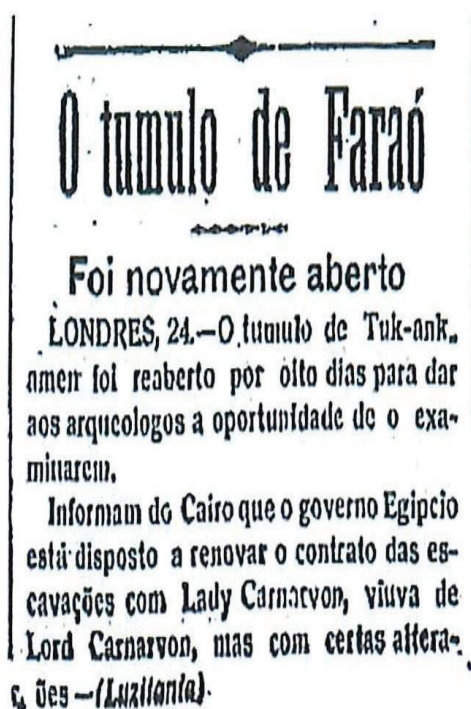 O tumulo de Faraó
Foi novamente aberto
LONDRES, 24.—O tumulo de Tuk-ank-
amen foi reaberto por oito dias para dar
aos arqueologos a oportunidade de o exa-
minarem.
Informam do Cairo que o governo Egipcio
está disposto a renovar o contrato das es-
cavações com Lady Carnarvon, viuva de
Lord Carnarvon, mas com certas altera-
ções —(Luzitania).